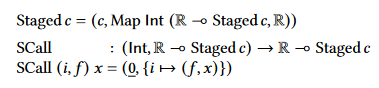 Staged c = (c, Map Int (ℝ ⊸ Staged c, ℝ))
SCall : (Int, ℝ ⊸ Staged c) → ℝ ⊸ Staged c
SCall (i, f) x = (0, {i ↦ (f, x)})